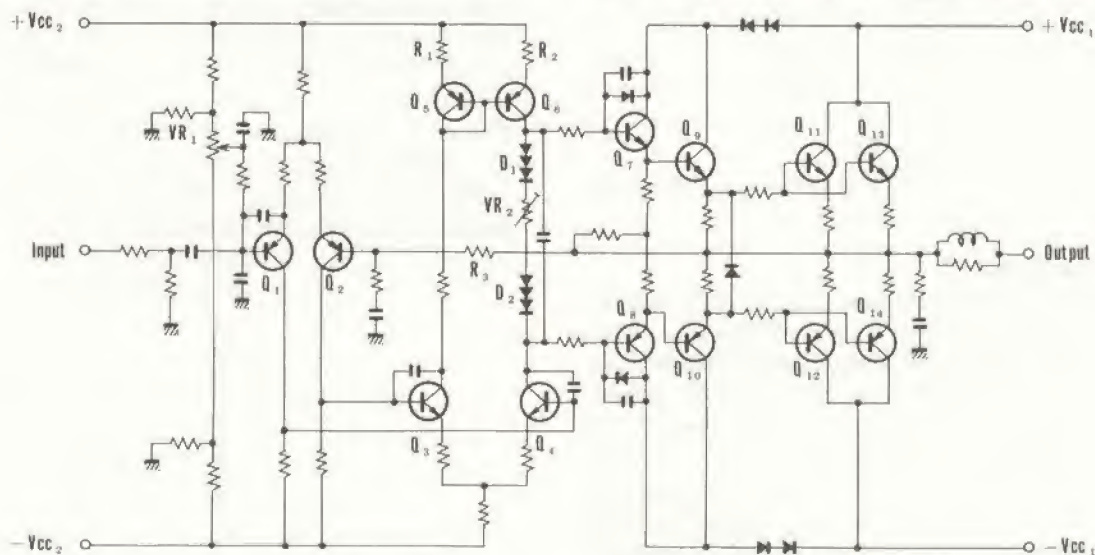 +Vcc₂
+Vcc₁
R₁
R₂
Q₅
Q₆
VR₁
Q₇
Q₉
Q₁₁
Q₁₃
D₁
VR₂
Input
Q₁
Q₂
R₃
Output
D₂
Q₈
Q₁₀
Q₁₂
Q₁₄
Q₃
Q₄
−Vcc₂
−Vcc₁